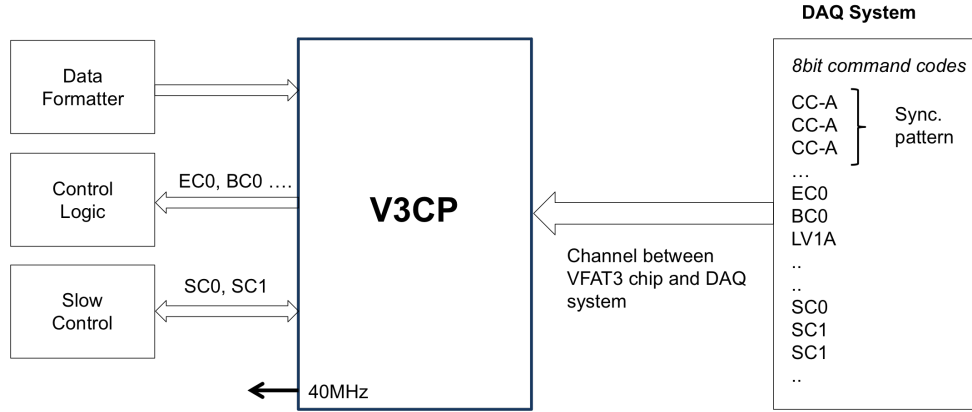 DAQ System
Data
Formatter
Control
Logic
Slow
Control
EC0, BC0 ....
SC0, SC1
V3CP
40MHz
Channel between
VFAT3 chip and DAQ
system
8bit command codes
CC-A
CC-A
CC-A
Sync.
pattern
...
EC0
BC0
LV1A
..
..
SC0
SC1
SC1
..